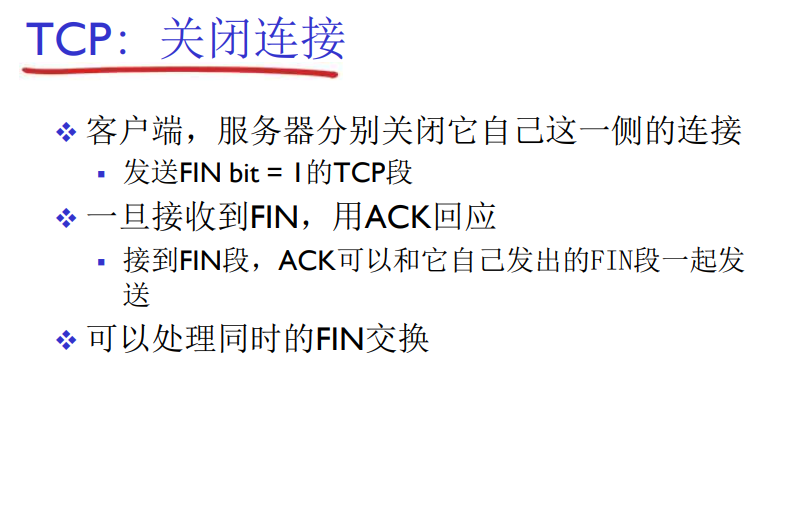 TCP: 关闭连接
客户端，服务器分别关闭它自己这一侧的连接
发送FIN bit = 1的TCP段
一旦接收到FIN，用ACK回应
接到FIN段，ACK可以和它自己发出的FIN段一起发
送
可以处理同时的FIN交换